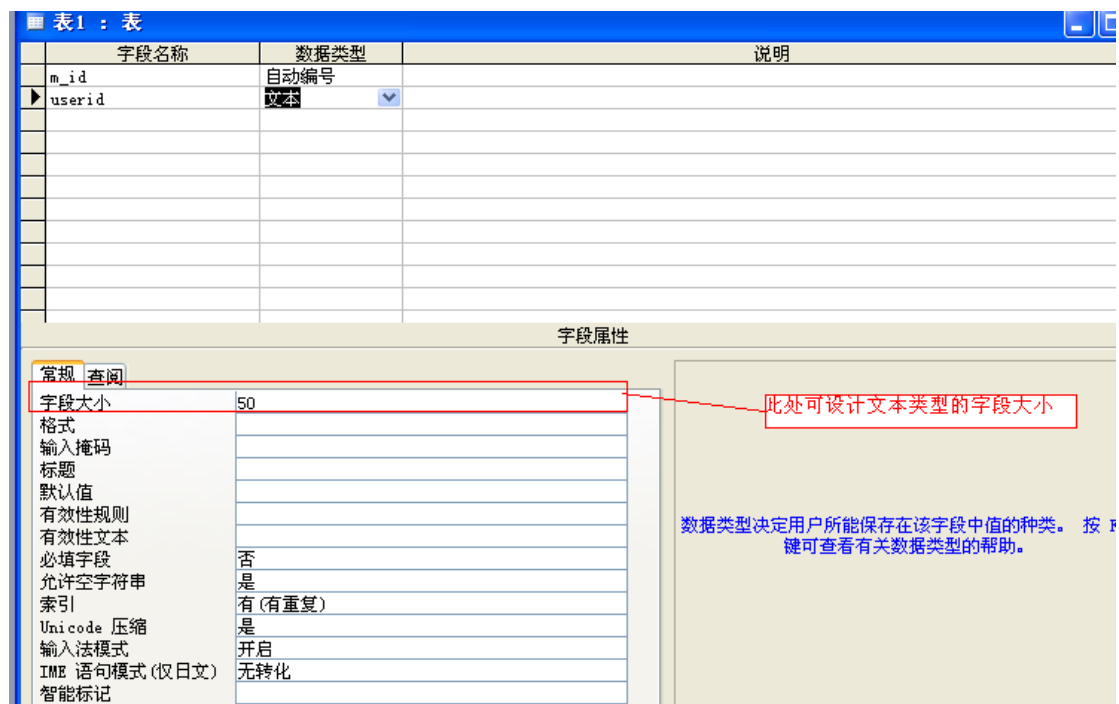 表1 : 表
字段名称 数据类型 说明
m_id 自动编号
userid 文本
字段属性
常规 查阅
字段大小 50
此处可设计文本类型的字段大小
格式
输入掩码
标题
默认值
有效性规则
有效性文本
数据类型决定用户所能保存在该字段中值的种类。 按
键可查看有关数据类型的帮助。
必填字段 否
允许空字符串 是
索引 有(有重复)
Unicode 压缩 是
输入法模式 开启
IME 语句模式(仅日文) 无转化
智能标记